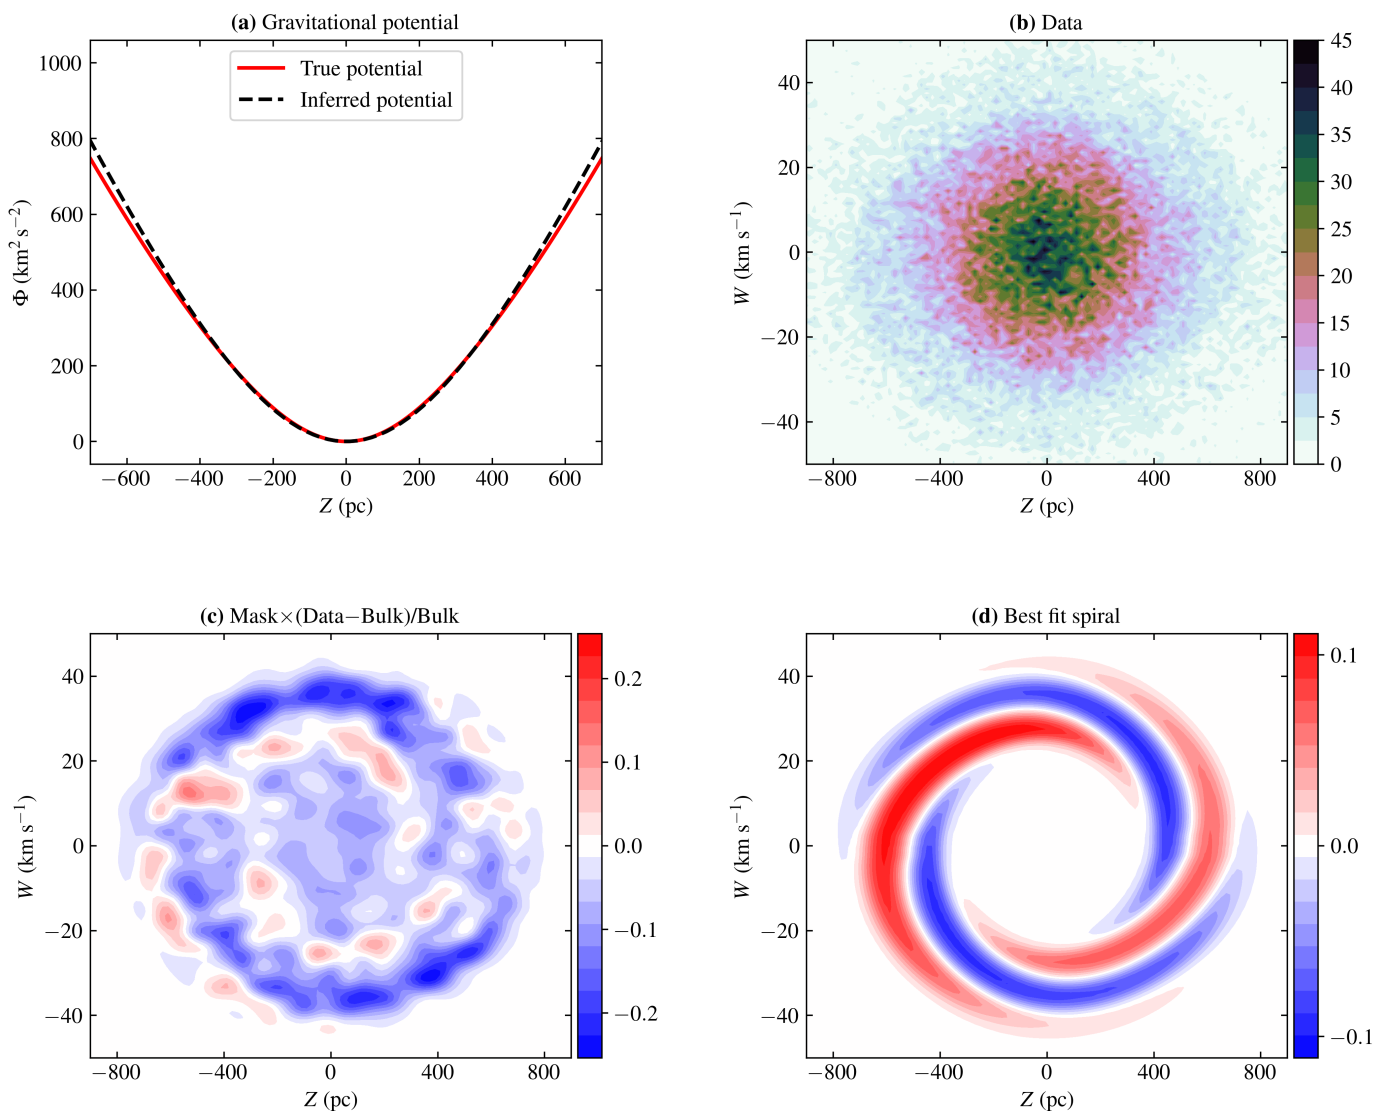 (a) Gravitational potential
1000
800
600
400
200
0
Φ (km² s⁻²)
True potential
Inferred potential
−600 −400 −200 0 200 400 600
Z (pc)
(b) Data
40
20
0
−20
−40
W (km s⁻¹)
−800 −400 0 400 800
Z (pc)
45
40
35
30
25
20
15
10
5
0
(c) Mask×(Data−Bulk)/Bulk
40
20
0
−20
−40
W (km s⁻¹)
−800 −400 0 400 800
Z (pc)
0.2
0.1
0.0
−0.1
−0.2
(d) Best fit spiral
40
20
0
−20
−40
W (km s⁻¹)
−800 −400 0 400 800
Z (pc)
0.1
0.0
−0.1